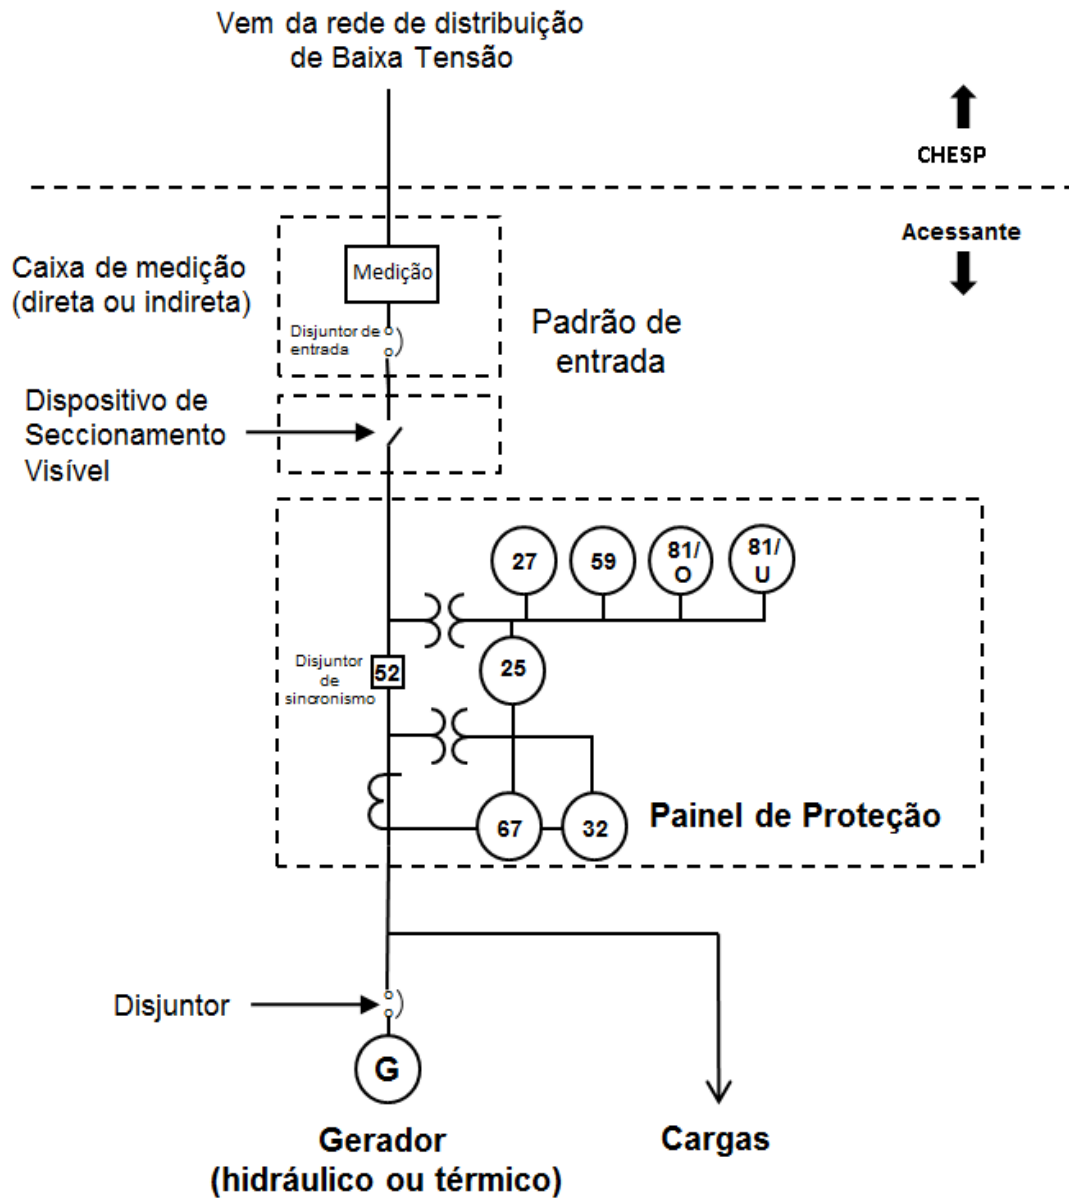 Vem da rede de distribuição
de Baixa Tensão
CHESP
Acessante
Caixa de medição
(direta ou indireta)
Medição
Disjuntor de
entrada
Padrão de
entrada
Dispositivo de
Seccionamento
Visível
27
59
81/
O
81/
U
Disjuntor
de
sincronismo
52
25
67
32
Painel de Proteção
Disjuntor
G
Gerador
(hidráulico ou térmico)
Cargas